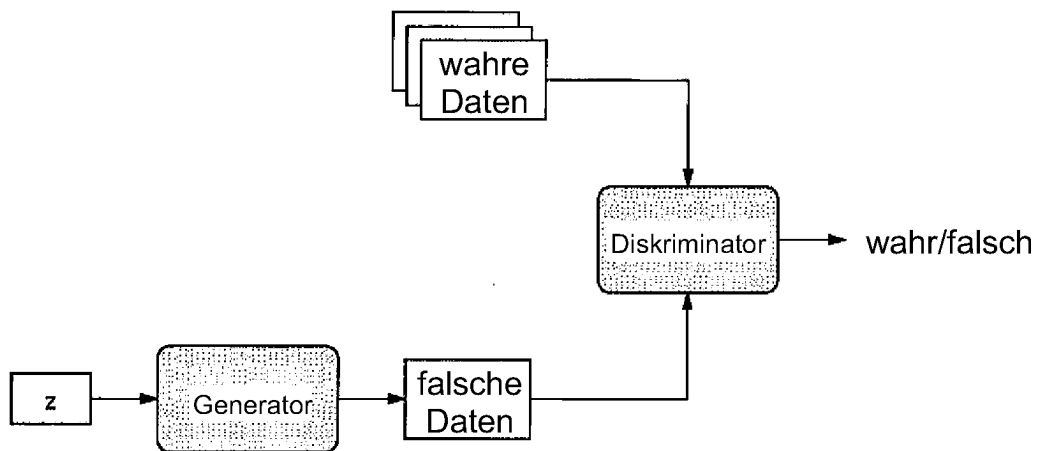 wahre
Daten
Diskriminator
wahr/falsch
z
Generator
falsche
Daten